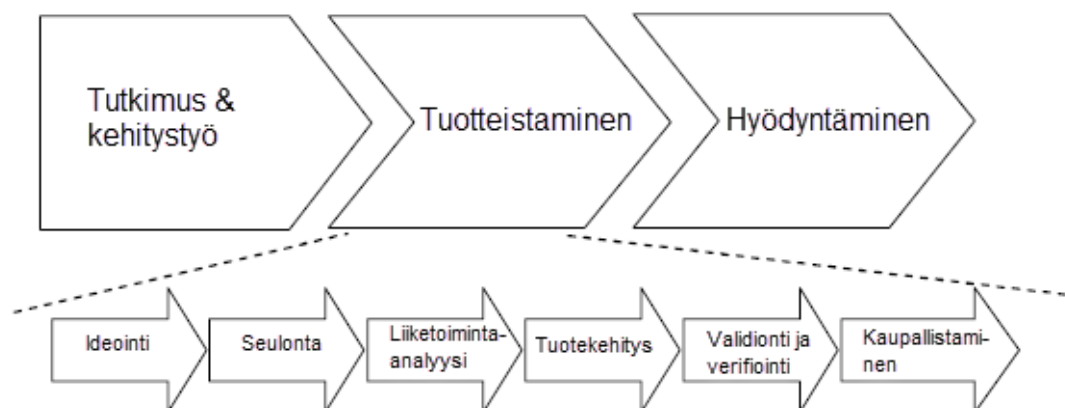 Tutkimus &
kehitystyö
Tuotteistaminen
Hyödyntäminen
Ideointi
Seulonta
Liiketoiminta-
analyysi
Tuotekehitys
Validionti ja
verifiointi
Kaupallistami-
nen